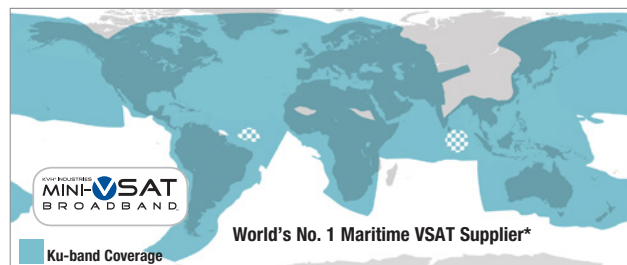 KVH® INDUSTRIES
MINI-VSAT
BROADBAND
World's No. 1 Maritime VSAT Supplier*
Ku-band Coverage